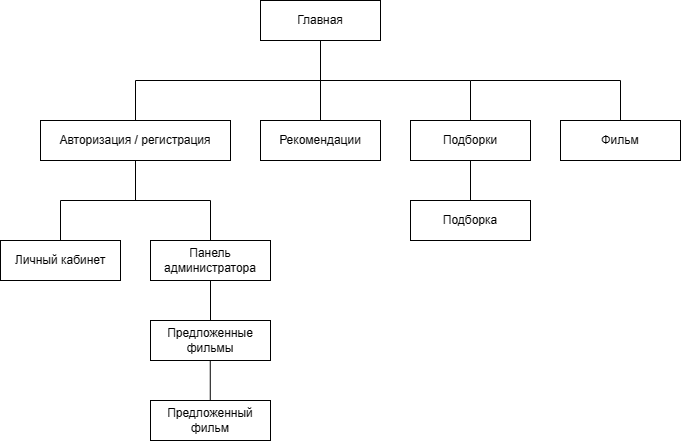 Главная
Авторизация / регистрация
Рекомендации
Подборки
Фильм
Подборка
Личный кабинет
Панель
администратора
Предложенные
фильмы
Предложенный
фильм